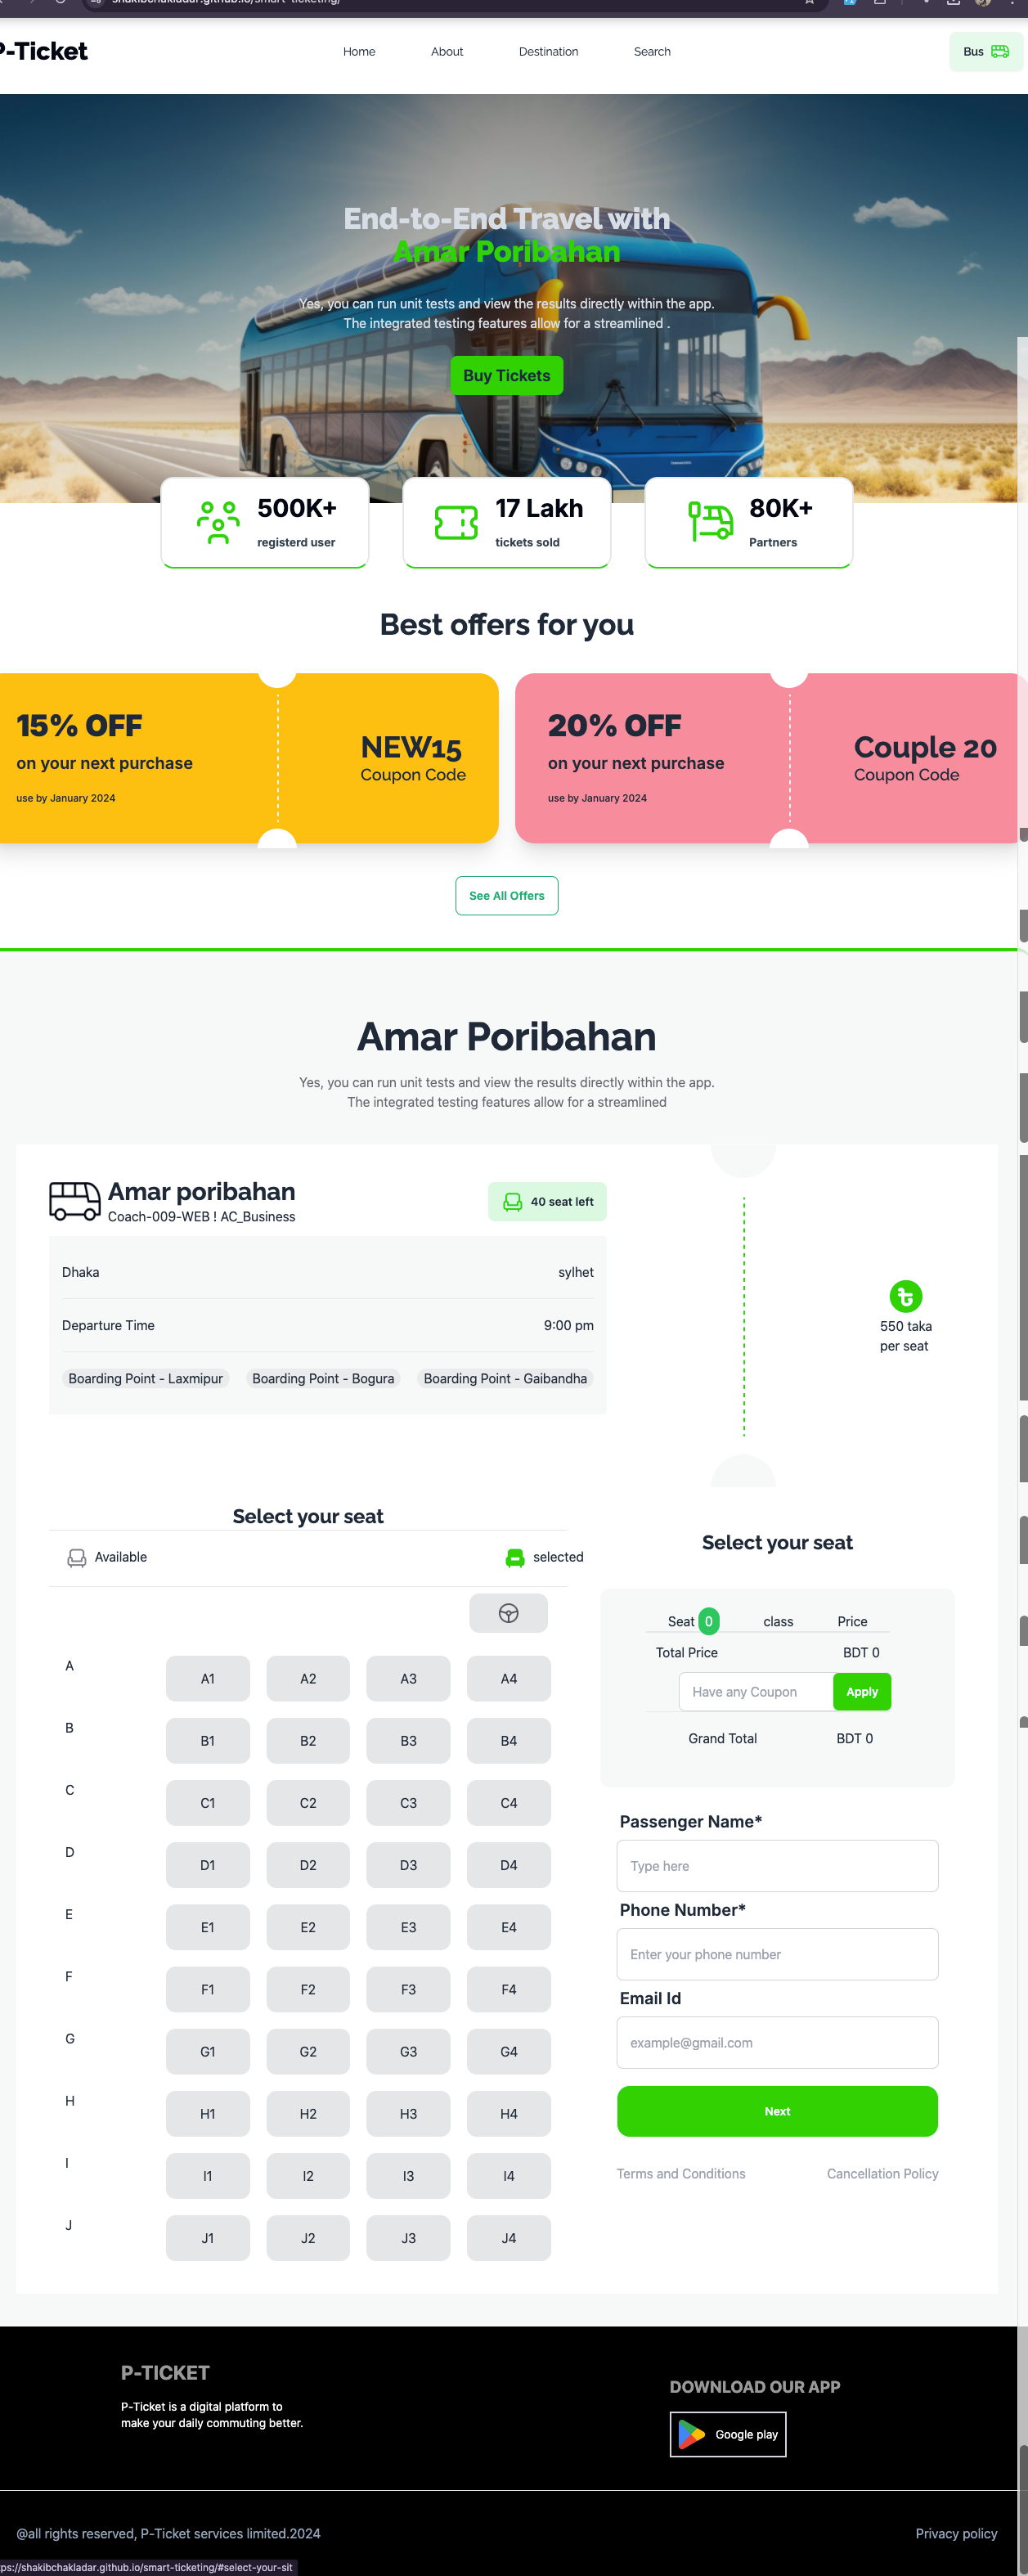 shakibchakladar.github.io/smart-ticketing/
P-Ticket
Home
About
Destination
Search
Bus
End-to-End Travel with
Amar Poribahan
Yes, you can run unit tests and view the results directly within the app.
The integrated testing features allow for a streamlined .
Buy Tickets
500K+
registerd user
17 Lakh
tickets sold
80K+
Partners
Best offers for you
15% OFF
on your next purchase
use by January 2024
NEW15
Coupon Code
20% OFF
on your next purchase
use by January 2024
Couple 20
Coupon Code
See All Offers
Amar Poribahan
Yes, you can run unit tests and view the results directly within the app.
The integrated testing features allow for a streamlined
Amar poribahan
Coach-009-WEB ! AC_Business
40 seat left
Dhaka
sylhet
Departure Time
9:00 pm
Boarding Point - Laxmipur
Boarding Point - Bogura
Boarding Point - Gaibandha
550 taka
per seat
Select your seat
Available
selected
A
A1
A2
A3
A4
B
B1
B2
B3
B4
C
C1
C2
C3
C4
D
D1
D2
D3
D4
E
E1
E2
E3
E4
F
F1
F2
F3
F4
G
G1
G2
G3
G4
H
H1
H2
H3
H4
I
I1
I2
I3
I4
J
J1
J2
J3
J4
Select your seat
Seat 0
class
Price
Total Price
BDT 0
Have any Coupon
Apply
Grand Total
BDT 0
Passenger Name*
Type here
Phone Number*
Enter your phone number
Email Id
example@gmail.com
Next
Terms and Conditions
Cancellation Policy
P-TICKET
P-Ticket is a digital platform to
make your daily commuting better.
DOWNLOAD OUR APP
Google play
@all rights reserved, P-Ticket services limited.2024
Privacy policy
ps://shakibchakladar.github.io/smart-ticketing/#select-your-sit